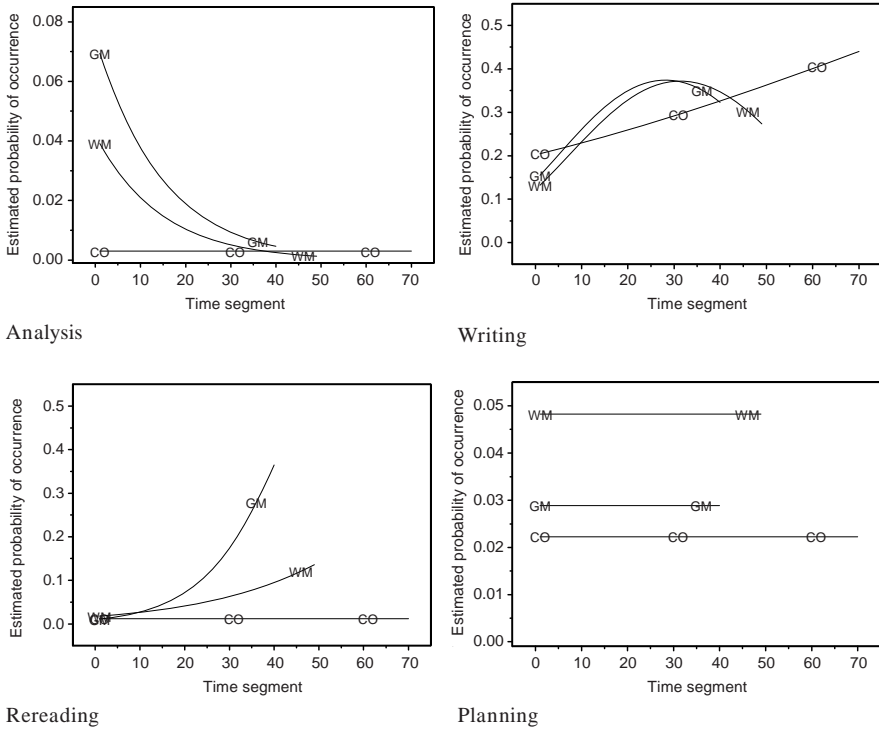 Estimated probability of occurrence
0.08
0.06
0.04
0.02
0.00
GM
WM
CO
GM
CO
WM
CO
0 10 20 30 40 50 60 70
Time segment
Analysis
Estimated probability of occurrence
0.5
0.4
0.3
0.2
0.1
0.0
CO
GM
WM
CO
GM
WM
CO
0 10 20 30 40 50 60 70
Time segment
Writing
Estimated probability of occurrence
0.5
0.4
0.3
0.2
0.1
0.0
WM
GM
GM
WM
CO
CO
0 10 20 30 40 50 60 70
Time segment
Rereading
Estimated probability of occurrence
0.05
0.04
0.03
0.02
0.01
0.00
WM
WM
GM
GM
CO
CO
CO
0 10 20 30 40 50 60 70
Time segment
Planning